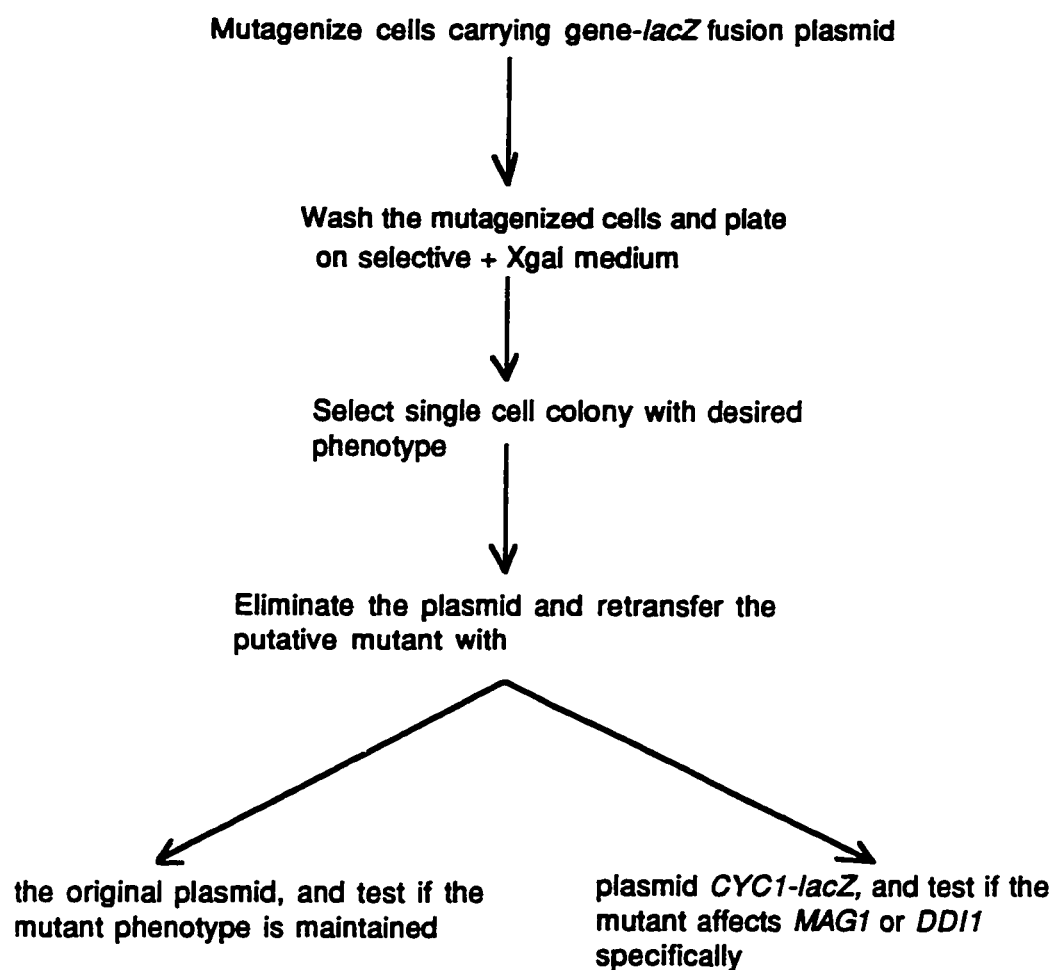 Mutagenize cells carrying gene-lacZ fusion plasmid
Wash the mutagenized cells and plate
on selective + Xgal medium
Select single cell colony with desired
phenotype
Eliminate the plasmid and retransfer the
putative mutant with
the original plasmid, and test if the
mutant phenotype is maintained
plasmid CYC1-lacZ, and test if the
mutant affects MAG1 or DDI1
specifically